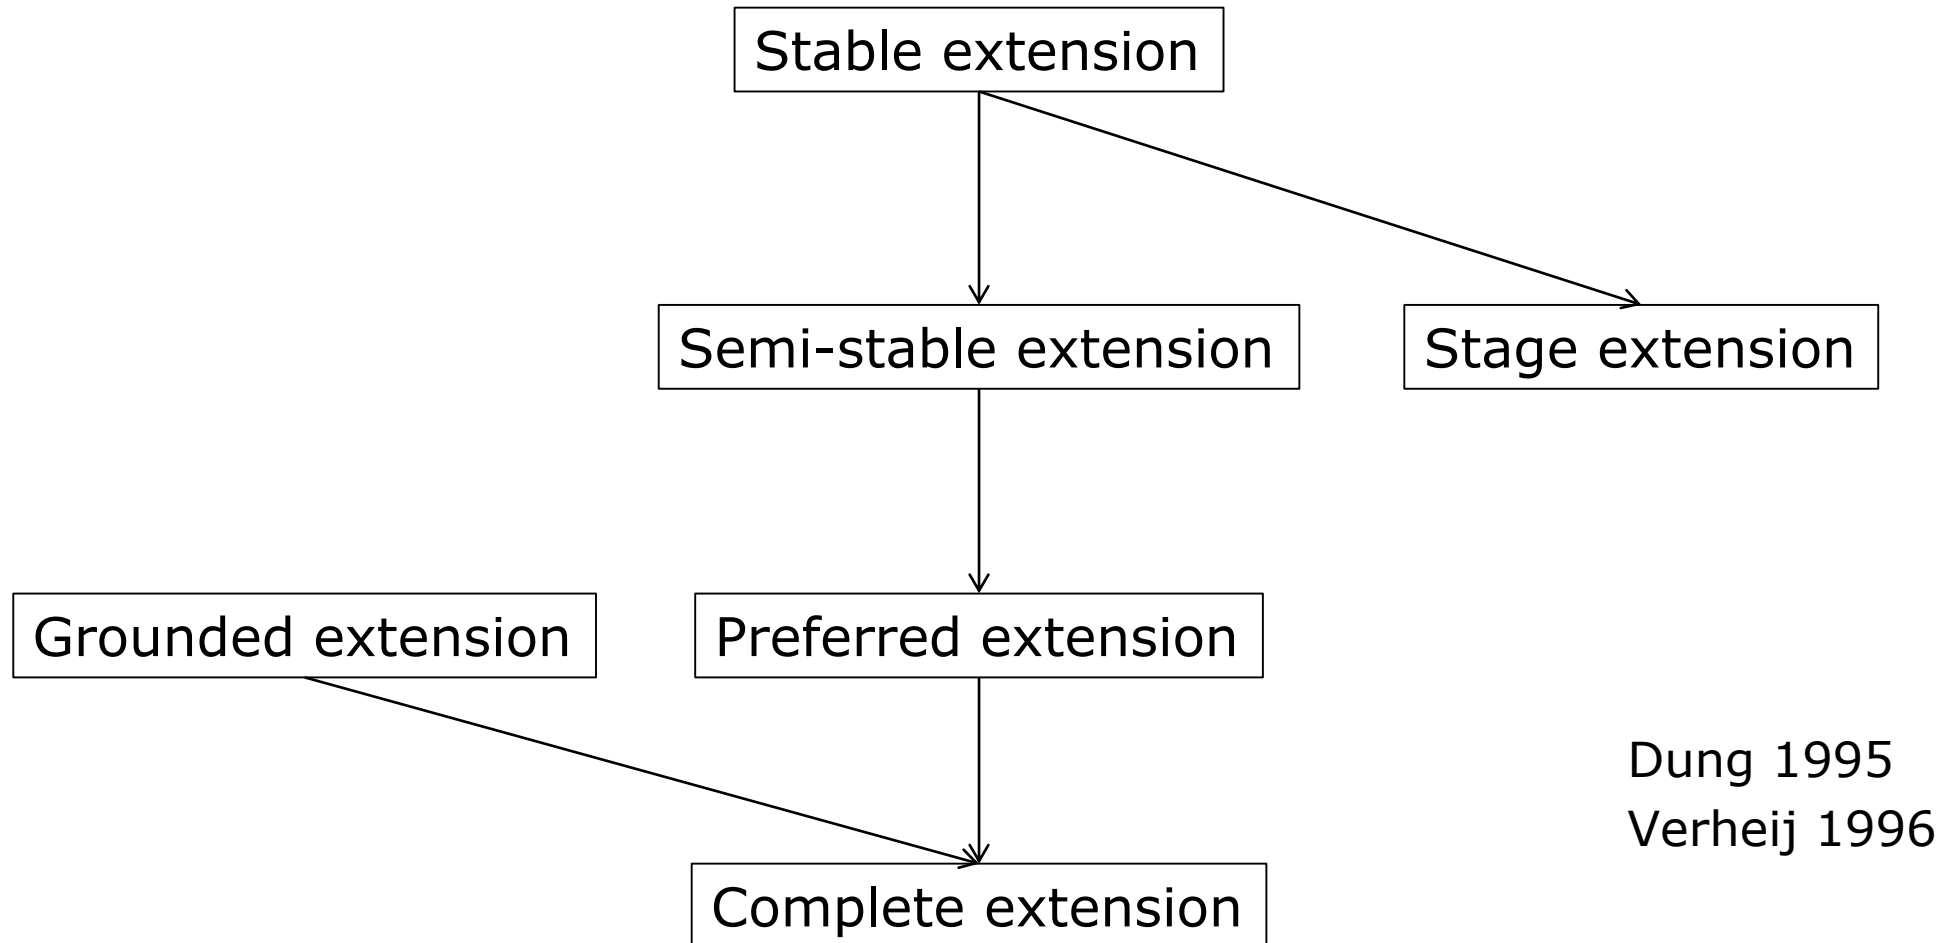 Stable extension
Semi-stable extension
Stage extension
Grounded extension
Preferred extension
Dung 1995
Verheij 1996
Complete extension